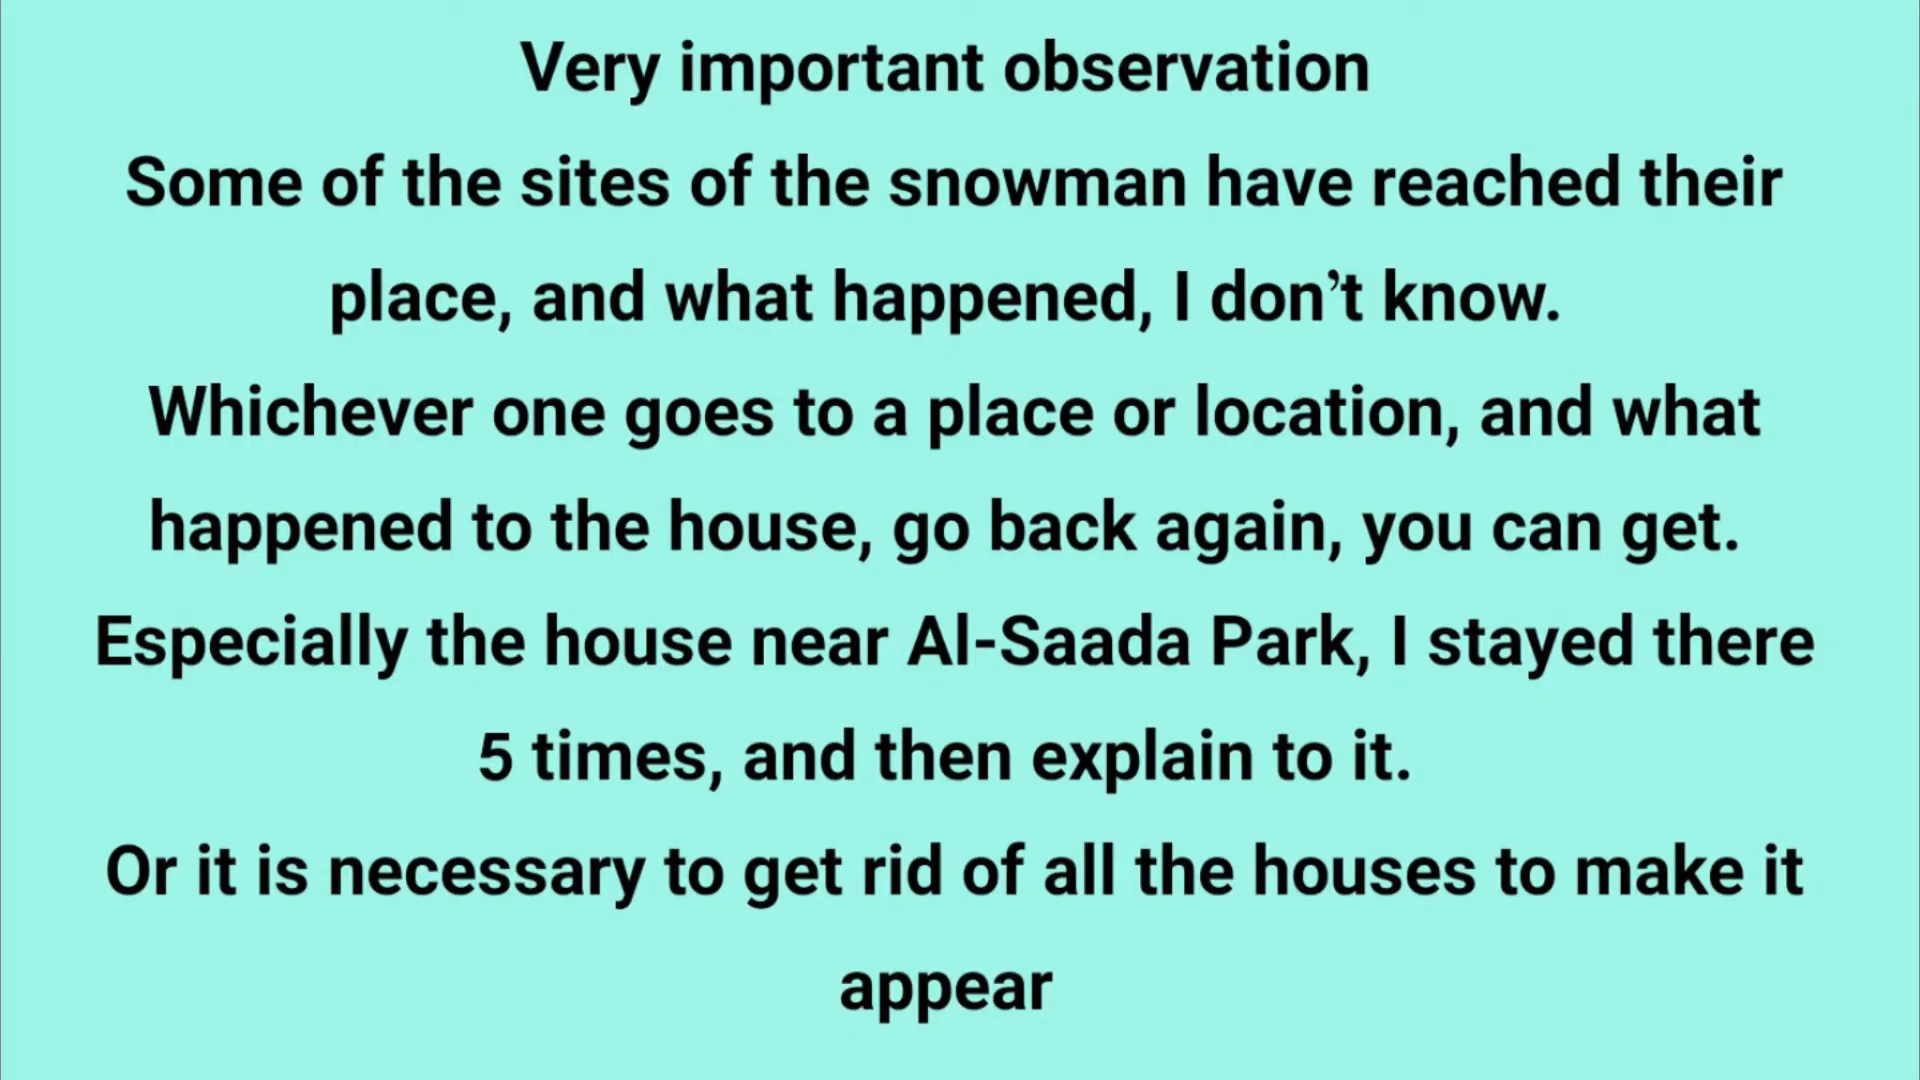 Very important observation
Some of the sites of the snowman have reached their
place, and what happened, I don’t know.
Whichever one goes to a place or location, and what
happened to the house, go back again, you can get.
Especially the house near Al-Saada Park, I stayed there
5 times, and then explain to it.
Or it is necessary to get rid of all the houses to make it
appear